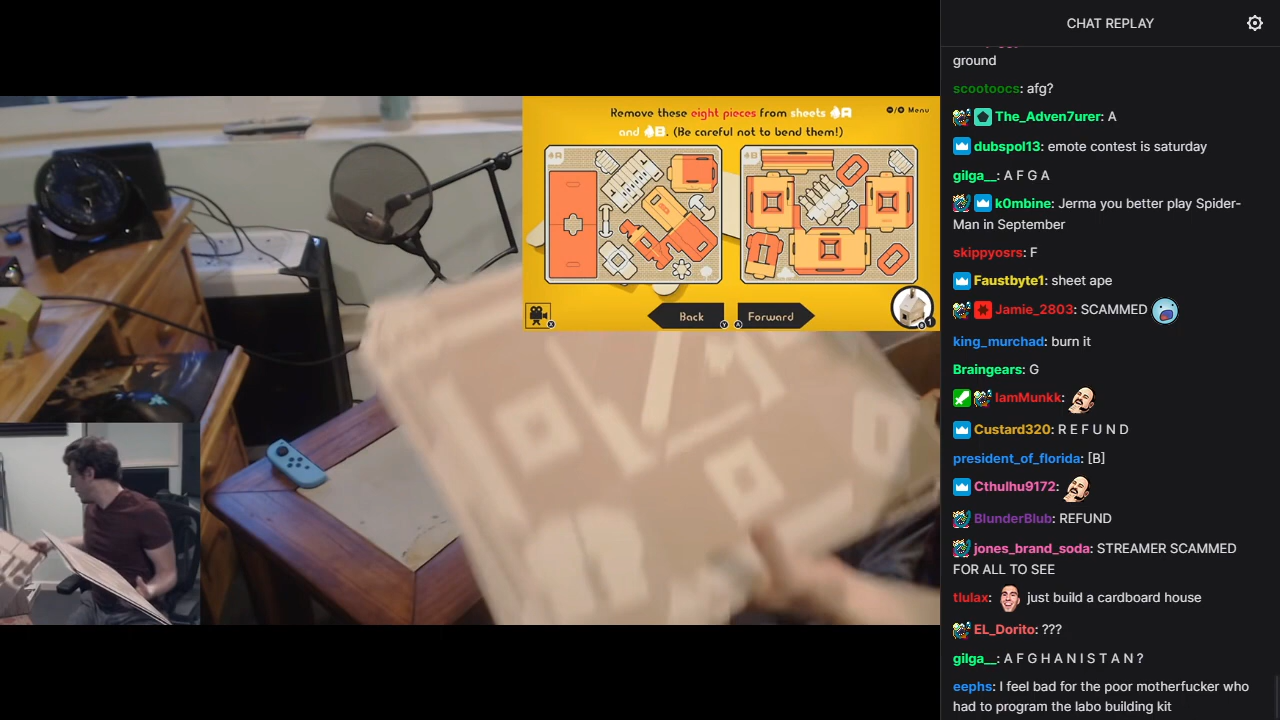 CHAT REPLAY
ground
scootoocs: afg?
The_Adven7urer: A
dubspol13: emote contest is saturday
gilga__: A F G A
k0mbine: Jerma you better play Spider-
Man in September
skippyosrs: F
Faustbyte1: sheet ape
Jamie_2803: SCAMMED
king_murchad: burn it
Braingears: G
IamMunkk:
Custard320: R E F U N D
president_of_florida: [B]
Cthulhu9172:
BlunderBlub: REFUND
jones_brand_soda: STREAMER SCAMMED
FOR ALL TO SEE
tlulax: just build a cardboard house
EL_Dorito: ???
gilga__: A F G H A N I S T A N ?
eephs: I feel bad for the poor motherfucker who
had to program the labo building kit
Remove these eight pieces from sheets A
and B. (Be careful not to bend them!)
Menu
A
B
Back
Y
A
Forward
X